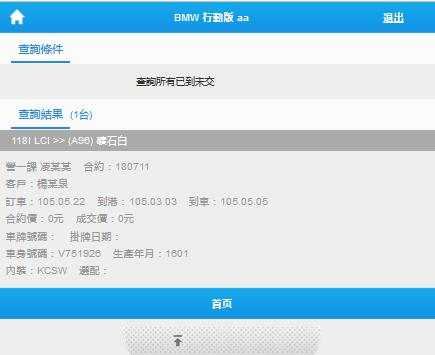 BMW 行動版 aa 退出
查詢條件
查詢所有已到未交
查詢結果 (1台)
118I LCI >> (A96) 礦石白
營一課 凌某某 合約：180711
客戶：楊某泉
訂車：105.05.22 到港：105.03.03 到車：105.05.05
合約價：0元 成交價：0元
車牌號碼： 掛牌日期：
車身號碼：V751926 生產年月：1601
內裝：KCSW 選配：
首页